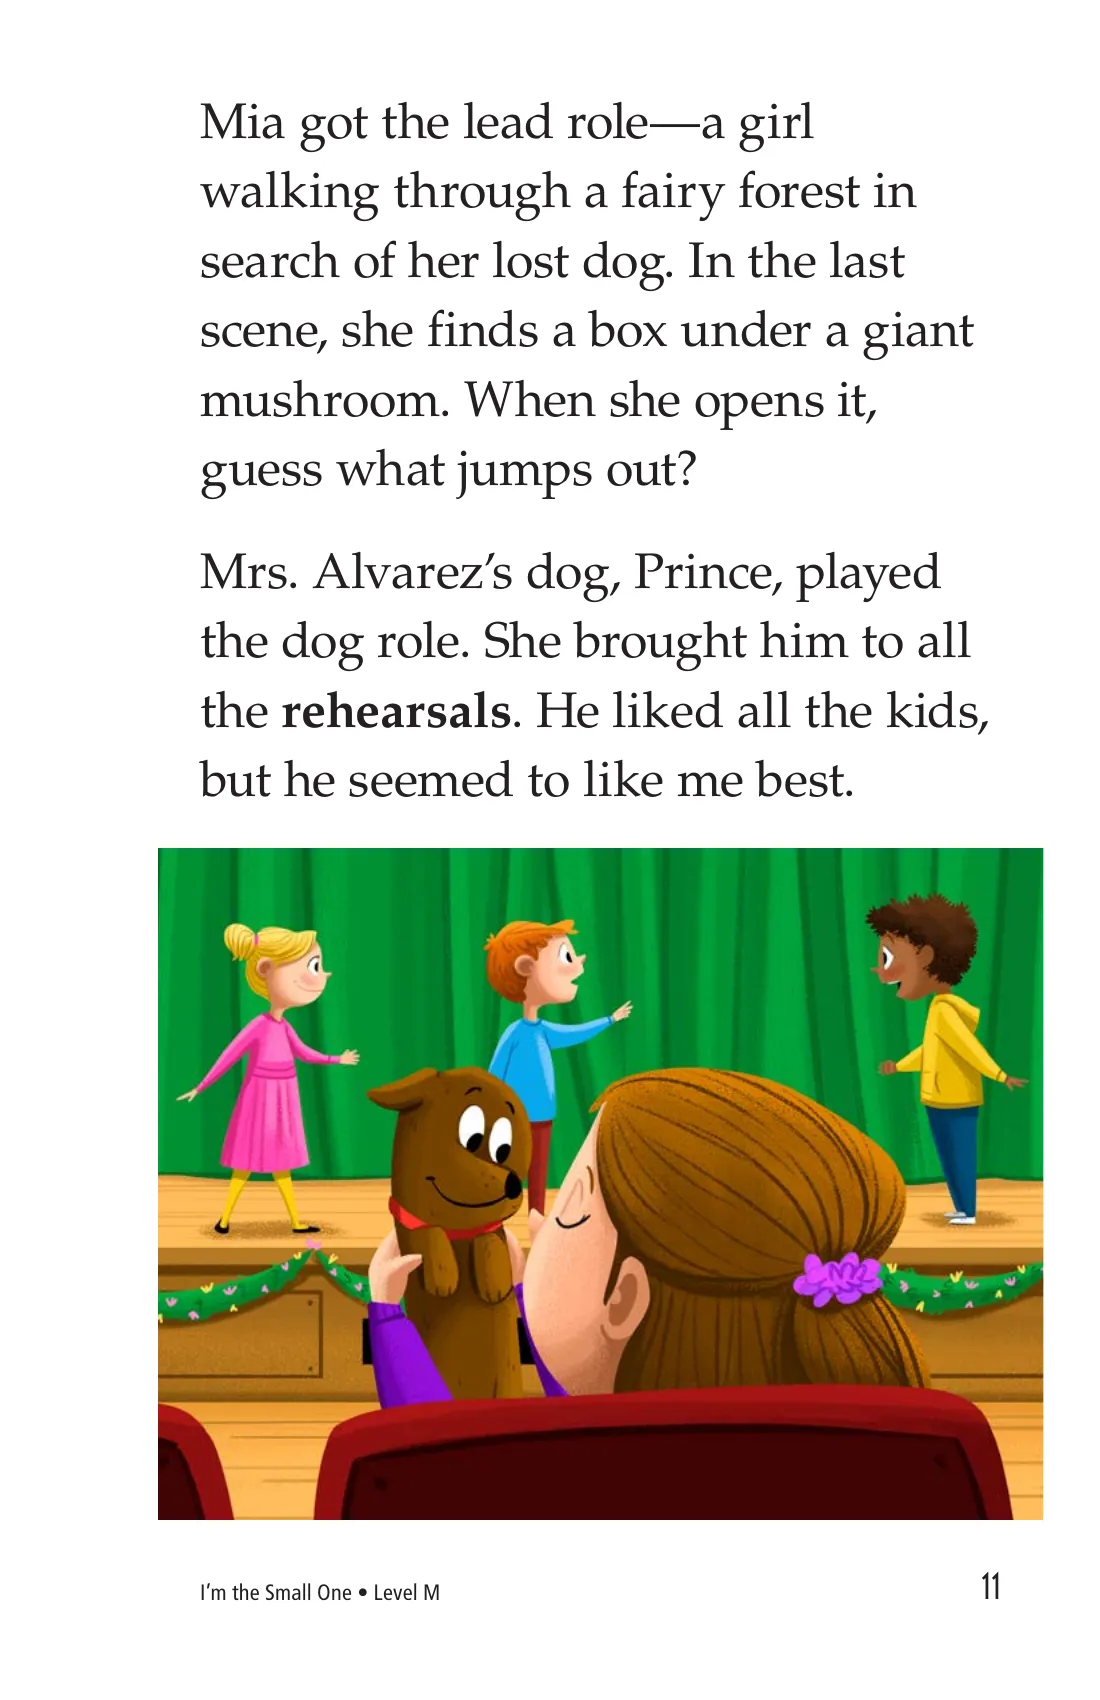 Mia got the lead role—a girl
walking through a fairy forest in
search of her lost dog. In the last
scene, she finds a box under a giant
mushroom. When she opens it,
guess what jumps out?
Mrs. Alvarez’s dog, Prince, played
the dog role. She brought him to all
the rehearsals. He liked all the kids,
but he seemed to like me best.
I’m the Small One • Level M
11